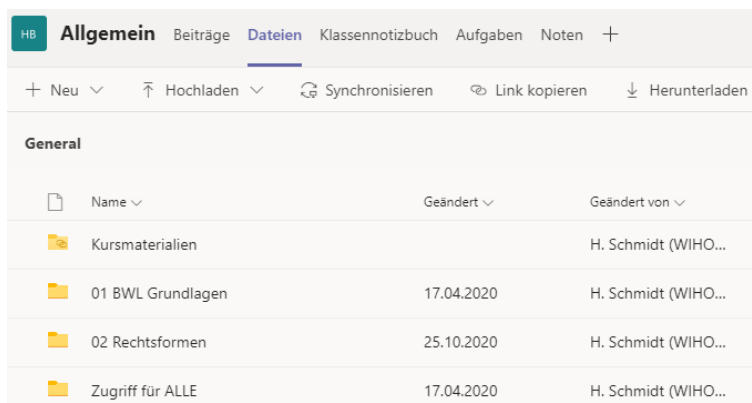 HB Allgemein Beiträge Dateien Klassennotizbuch Aufgaben Noten +
+ Neu Hochladen Synchronisieren Link kopieren Herunterladen
General
Name Geändert Geändert von
Kursmaterialien H. Schmidt (WIHO...
01 BWL Grundlagen 17.04.2020 H. Schmidt (WIHO...
02 Rechtsformen 25.10.2020 H. Schmidt (WIHO...
Zugriff für ALLE 17.04.2020 H. Schmidt (WIHO...